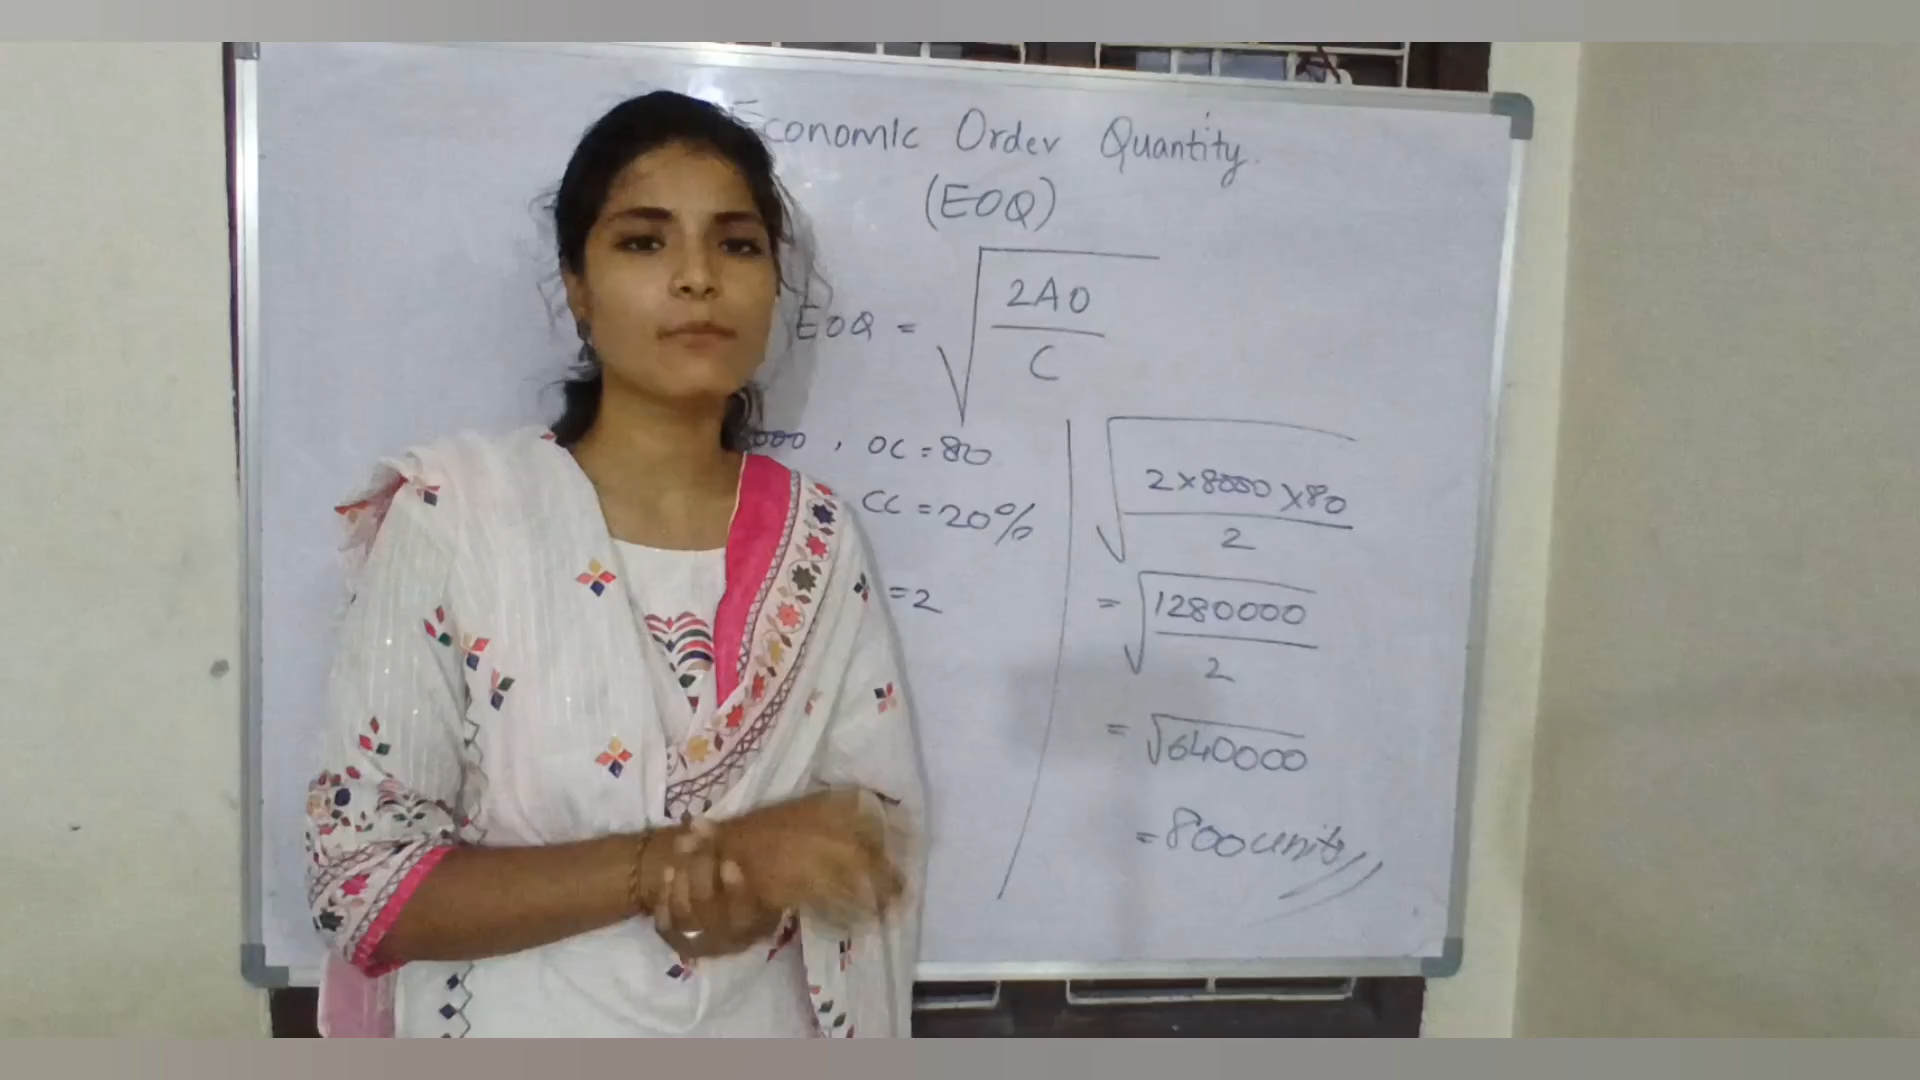 Economic Order Quantity.
(EOQ)
EOQ = √ 2AO
C
000 , OC = 80
CC = 20%
= 2
√ 2×8000×80
2
= √ 1280000
2
= √640000
= 800 units